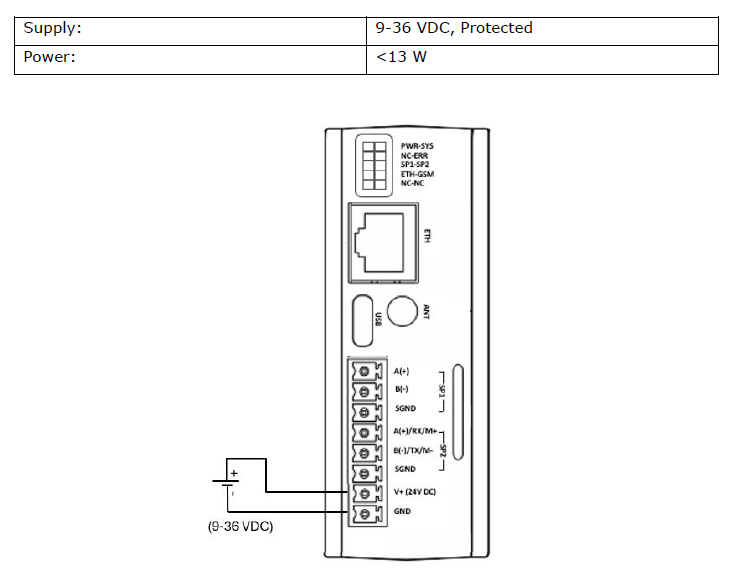 Supply: 9-36 VDC, Protected
Power: <13 W
PWR-SYS
NC-ERR
SP1-SP2
ETH-GSM
NC-NC
ETH
ANT
USB
A(+)
B(-)
SGND
SP1
A(+)/RX/M+
B(-)/TX/M-
SGND
SP2
V+ (24V DC)
GND
+
-
(9-36 VDC)